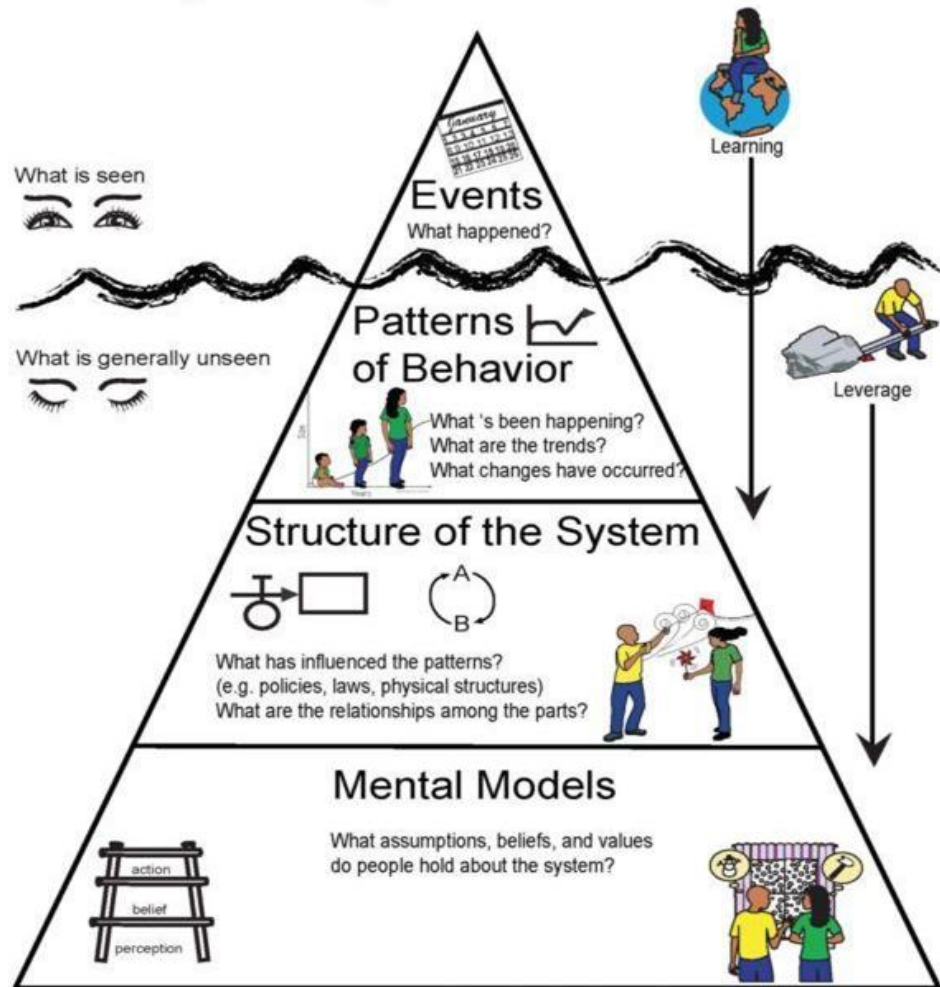 January
Learning
What is seen
Events
What happened?
Patterns
of Behavior
What is generally unseen
Leverage
What 's been happening?
What are the trends?
What changes have occurred?
Size
Years
Structure of the System
A
B
What has influenced the patterns?
(e.g. policies, laws, physical structures)
What are the relationships among the parts?
Mental Models
What assumptions, beliefs, and values
do people hold about the system?
action
belief
perception